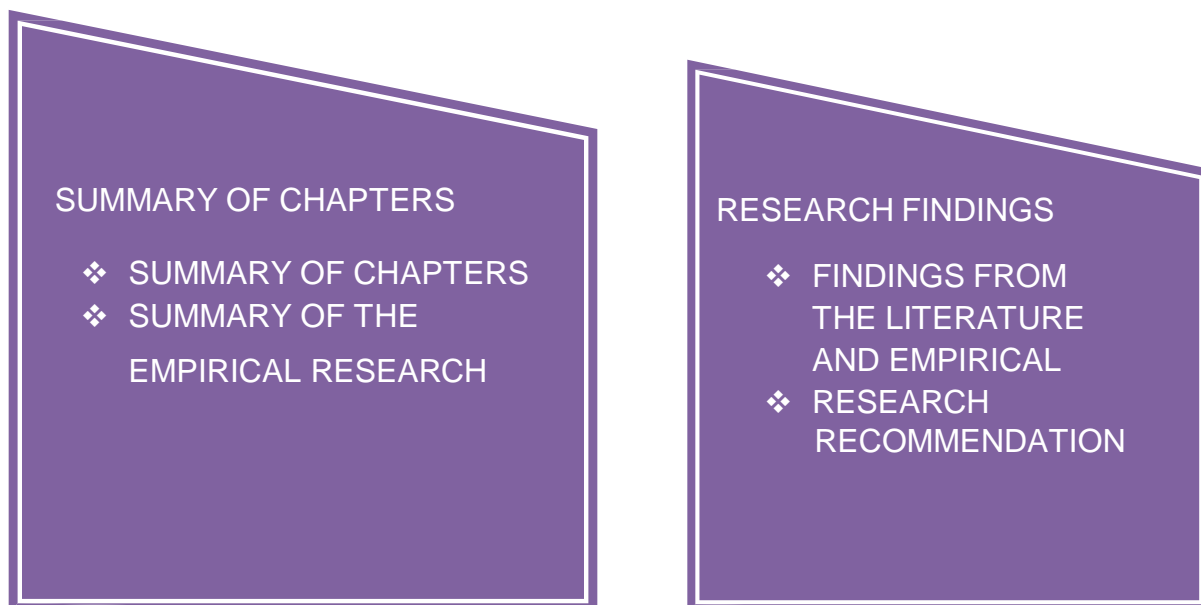 SUMMARY OF CHAPTERS
❖ SUMMARY OF CHAPTERS
❖ SUMMARY OF THE
EMPIRICAL RESEARCH
RESEARCH FINDINGS
❖ FINDINGS FROM
THE LITERATURE
AND EMPIRICAL
❖ RESEARCH
RECOMMENDATION